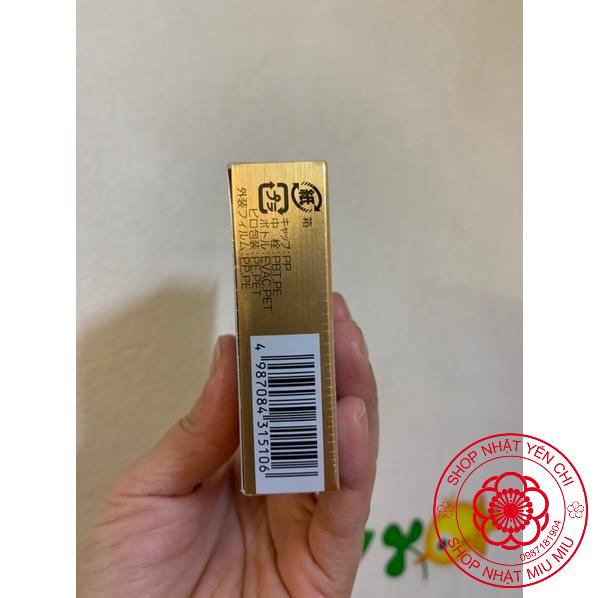 紙
箱
プラ
キャップ:PP
中 栓:PBT,PE
ボトル:EVAC,PET
ピロ包装:PE,PET
外装フィルム:PP,PE
4 987084 315106
SHOP NHẬT YẾN CHI
0987181904
SHOP NHẬT MIU MIU